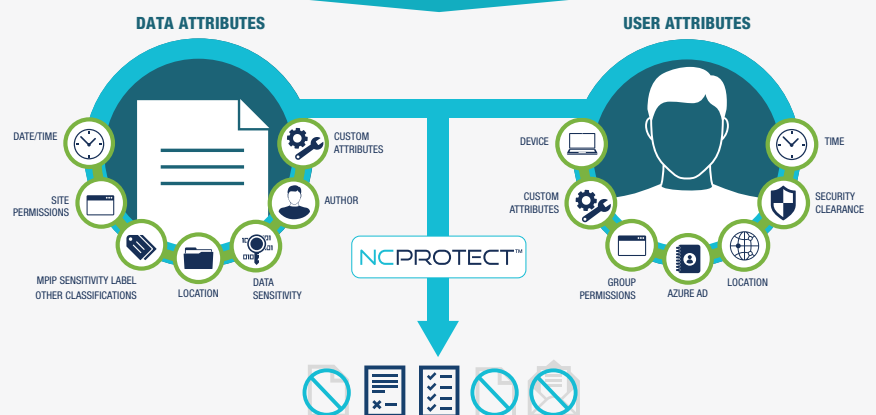 DATA ATTRIBUTES
DATE/TIME
SITE
PERMISSIONS
MPIP SENSITIVITY LABEL
OTHER CLASSIFICATIONS
LOCATION
DATA
SENSITIVITY
AUTHOR
CUSTOM
ATTRIBUTES
NCPROTECT™
USER ATTRIBUTES
DEVICE
CUSTOM
ATTRIBUTES
GROUP
PERMISSIONS
AZURE AD
LOCATION
SECURITY
CLEARANCE
TIME